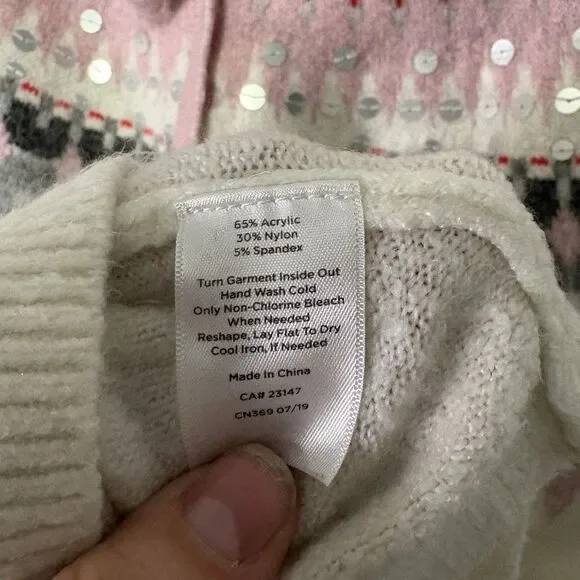 65% Acrylic
30% Nylon
5% Spandex
Turn Garment Inside Out
Hand Wash Cold
Only Non-Chlorine Bleach
When Needed
Reshape, Lay Flat To Dry
Cool Iron, If Needed
Made In China
CA# 23147
CN369 07/19